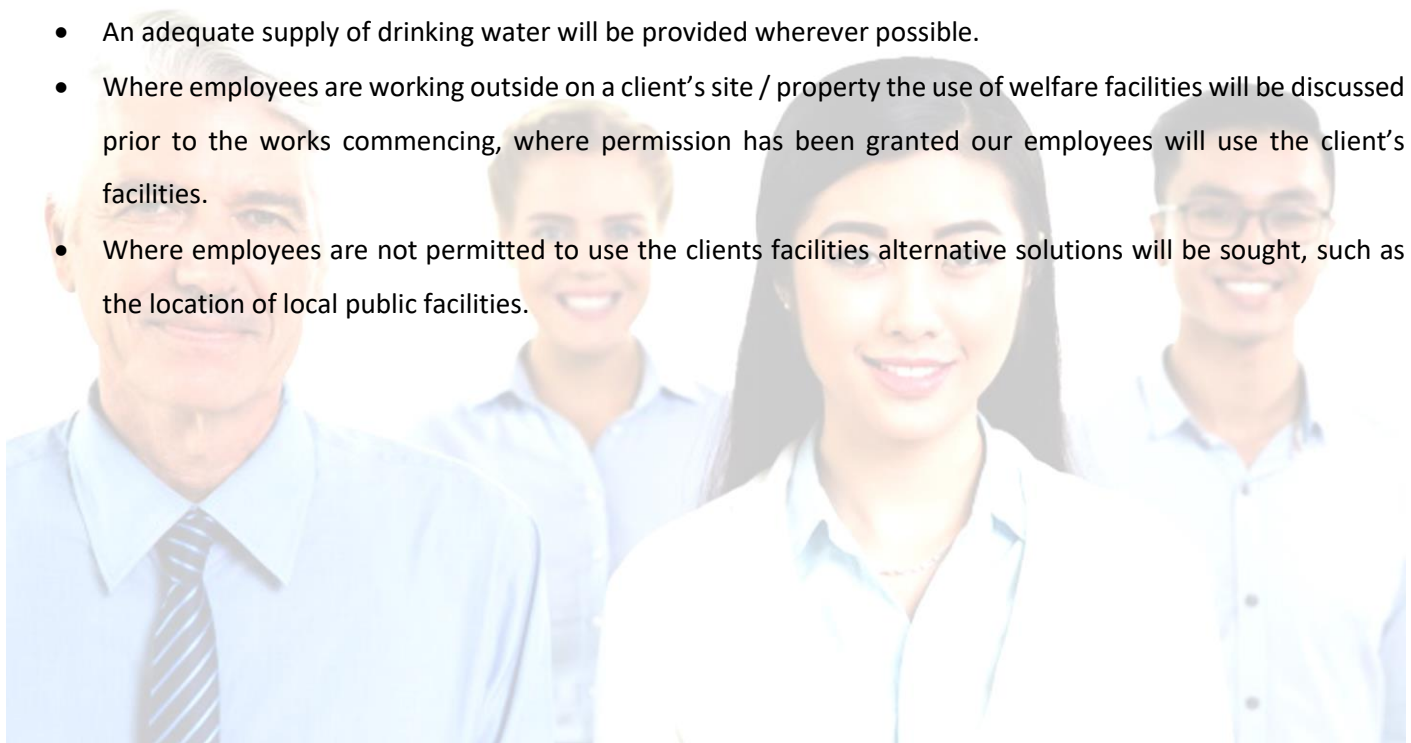 • An adequate supply of drinking water will be provided wherever possible.
• Where employees are working outside on a client’s site / property the use of welfare facilities will be discussed
prior to the works commencing, where permission has been granted our employees will use the client’s
facilities.
• Where employees are not permitted to use the clients facilities alternative solutions will be sought, such as
the location of local public facilities.